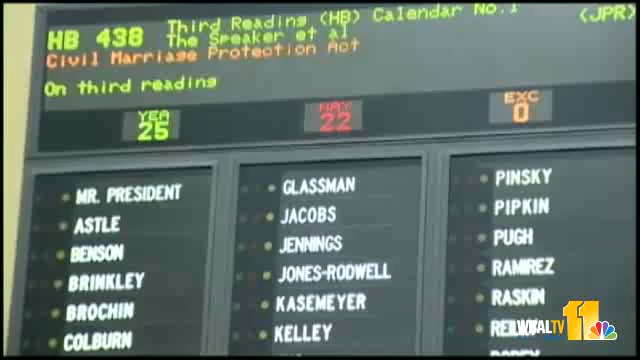 Third Reading (HB) Calendar No.1 (JPR)
HB 438 The Speaker et al
Civil Marriage Protection Act
On third reading
YEA NAY EXC
25 22 0
MR. PRESIDENT GLASSMAN PINSKY
ASTLE JACOBS PIPKIN
BENSON JENNINGS PUGH
BRINKLEY JONES-RODWELL RAMIREZ
BROCHIN KASEMEYER RASKIN
COLBURN KELLEY
WBALTV 11